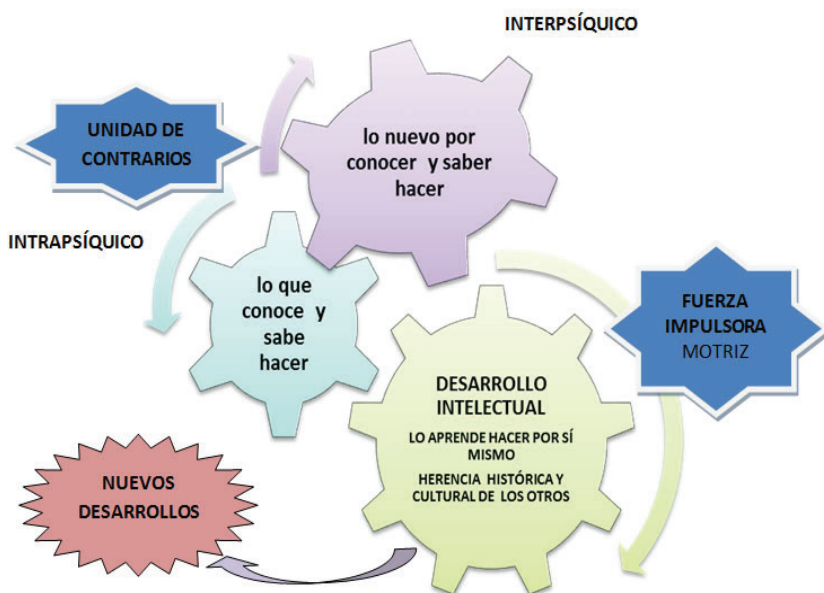 INTERPSÍQUICO
UNIDAD DE
CONTRARIOS
lo nuevo por
conocer y saber
hacer
INTRAPSÍQUICO
lo que
conoce y
sabe
hacer
FUERZA
IMPULSORA
MOTRIZ
DESARROLLO
INTELECTUAL
LO APRENDE HACER POR SÍ
MISMO
HERENCIA HISTÓRICA Y
CULTURAL DE LOS OTROS
NUEVOS
DESARROLLOS